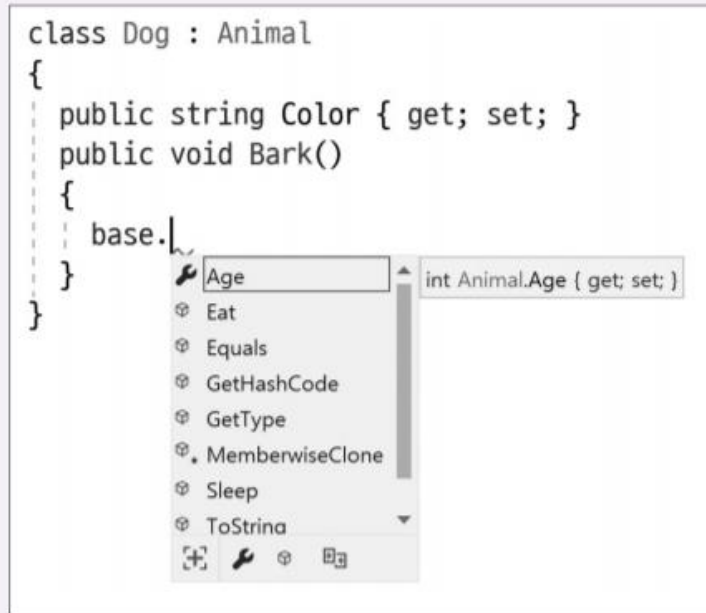 class Dog : Animal
{
public string Color { get; set; }
public void Bark()
{
base.
}
}
Age
int Animal.Age { get; set; }
Eat
Equals
GetHashCode
GetType
MemberwiseClone
Sleep
ToString